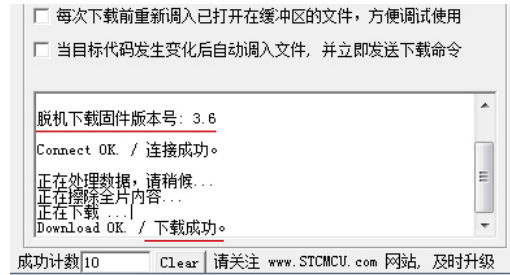 每次下载前重新调入已打开在缓冲区的文件，方便调试使用
当目标代码发生变化后自动调入文件，并立即发送下载命令
脱机下载固件版本号: 3.6
Connect OK. / 连接成功。
正在处理数据，请稍候...
正在擦除全片内容...
正在下载 ...
Download OK. / 下载成功。
成功计数 10 Clear 请关注 www.STCMCU.com 网站，及时升级